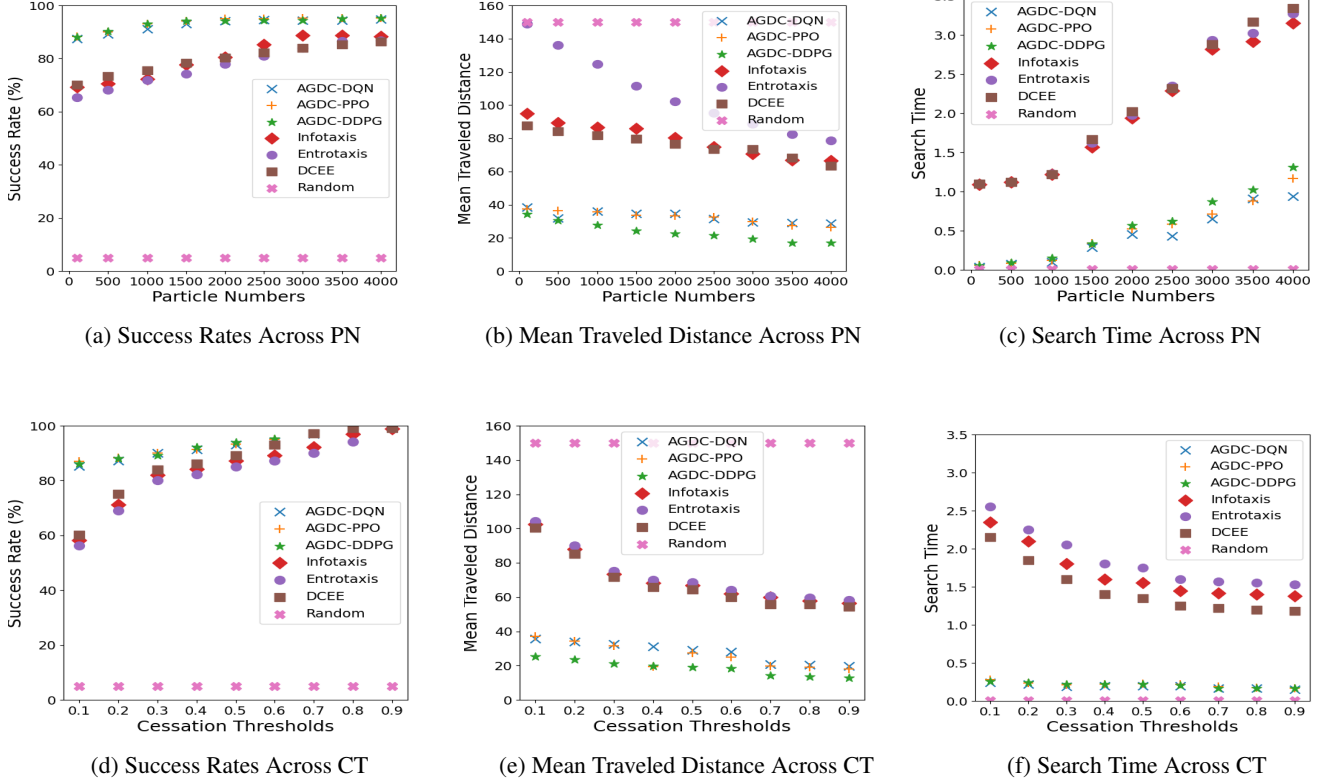 100
80
60
40
20
0
Success Rate (%)
AGDC-DQN
AGDC-PPO
AGDC-DDPG
Infotaxis
Entrotaxis
DCEE
Random
0 500 1000 1500 2000 2500 3000 3500 4000
Particle Numbers
(a) Success Rates Across PN
160
140
120
100
80
60
40
20
0
Mean Traveled Distance
AGDC-DQN
AGDC-PPO
AGDC-DDPG
Infotaxis
Entrotaxis
DCEE
Random
0 500 1000 1500 2000 2500 3000 3500 4000
Particle Numbers
(b) Mean Traveled Distance Across PN
3.0
2.5
2.0
1.5
1.0
0.5
0.0
Search Time
AGDC-DQN
AGDC-PPO
AGDC-DDPG
Infotaxis
Entrotaxis
DCEE
Random
0 500 1000 1500 2000 2500 3000 3500 4000
Particle Numbers
(c) Search Time Across PN
100
80
60
40
20
0
Success Rate (%)
AGDC-DQN
AGDC-PPO
AGDC-DDPG
Infotaxis
Entrotaxis
DCEE
Random
0.1 0.2 0.3 0.4 0.5 0.6 0.7 0.8 0.9
Cessation Thresholds
(d) Success Rates Across CT
160
140
120
100
80
60
40
20
0
Mean Traveled Distance
AGDC-DQN
AGDC-PPO
AGDC-DDPG
Infotaxis
Entrotaxis
DCEE
Random
0.1 0.2 0.3 0.4 0.5 0.6 0.7 0.8 0.9
Cessation Thresholds
(e) Mean Traveled Distance Across CT
3.5
3.0
2.5
2.0
1.5
1.0
0.5
0.0
Search Time
AGDC-DQN
AGDC-PPO
AGDC-DDPG
Infotaxis
Entrotaxis
DCEE
Random
0.1 0.2 0.3 0.4 0.5 0.6 0.7 0.8 0.9
Cessation Thresholds
(f) Search Time Across CT